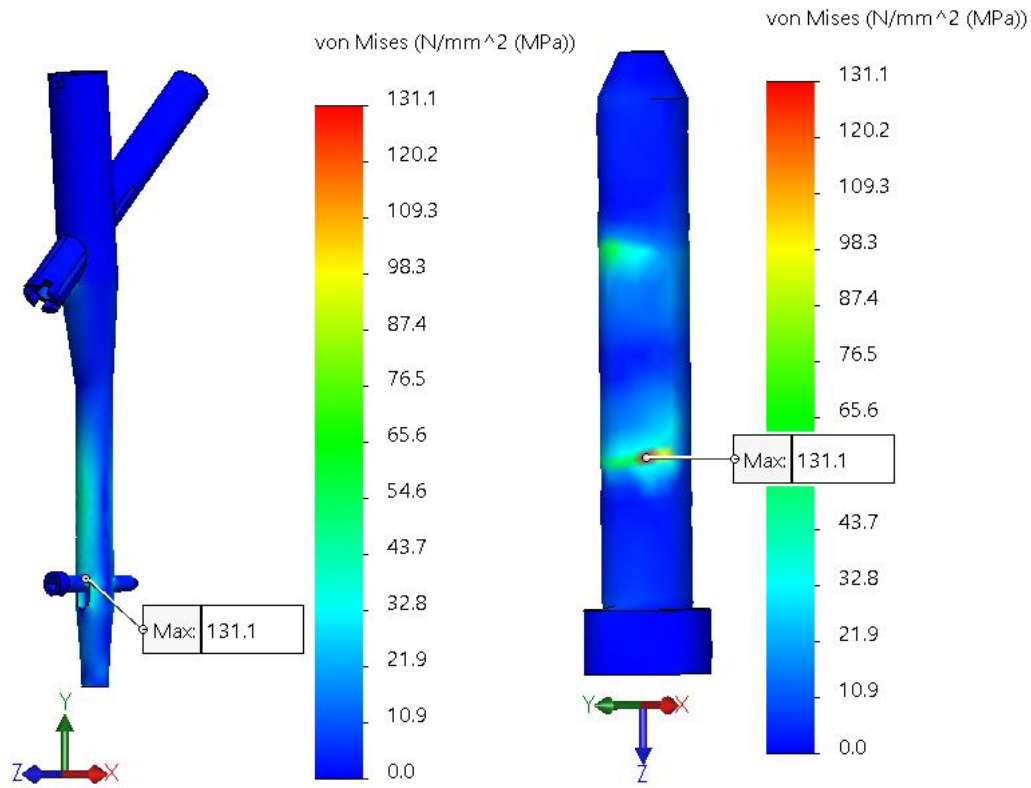 von Mises (N/mm^2 (MPa))
131.1
120.2
109.3
98.3
87.4
76.5
65.6
54.6
43.7
32.8
21.9
10.9
0.0
Max: 131.1
Y
Z
X
von Mises (N/mm^2 (MPa))
131.1
120.2
109.3
98.3
87.4
76.5
65.6
Max: 131.1
43.7
32.8
21.9
10.9
0.0
Y
X
Z